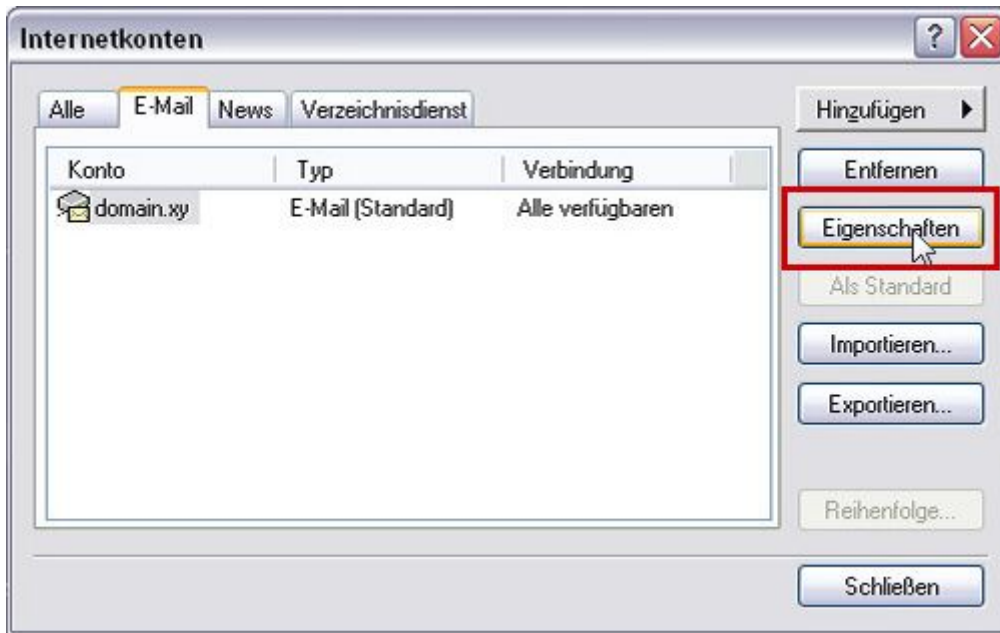 Internetkonten
Alle E-Mail News Verzeichnisdienst
Konto Typ Verbindung
domain.xy E-Mail (Standard) Alle verfügbaren
Hinzufügen
Entfernen
Eigenschaften
Als Standard
Importieren...
Exportieren...
Reihenfolge...
Schließen